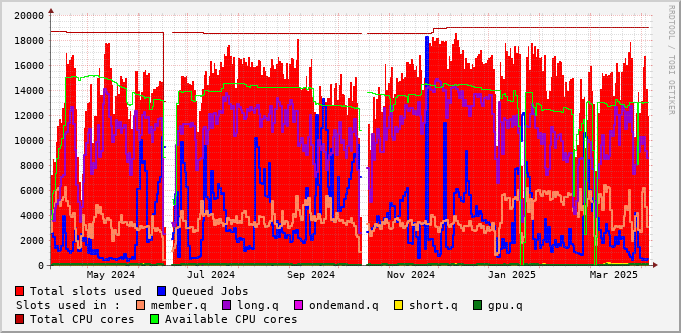 20000
18000
16000
14000
12000
10000
8000
6000
4000
2000
0
May 2024 Jul 2024 Sep 2024 Nov 2024 Jan 2025 Mar 2025
RRDTOOL / TOBI OETIKER
Total slots used Queued Jobs
Slots used in : member.q long.q ondemand.q short.q gpu.q
Total CPU cores Available CPU cores